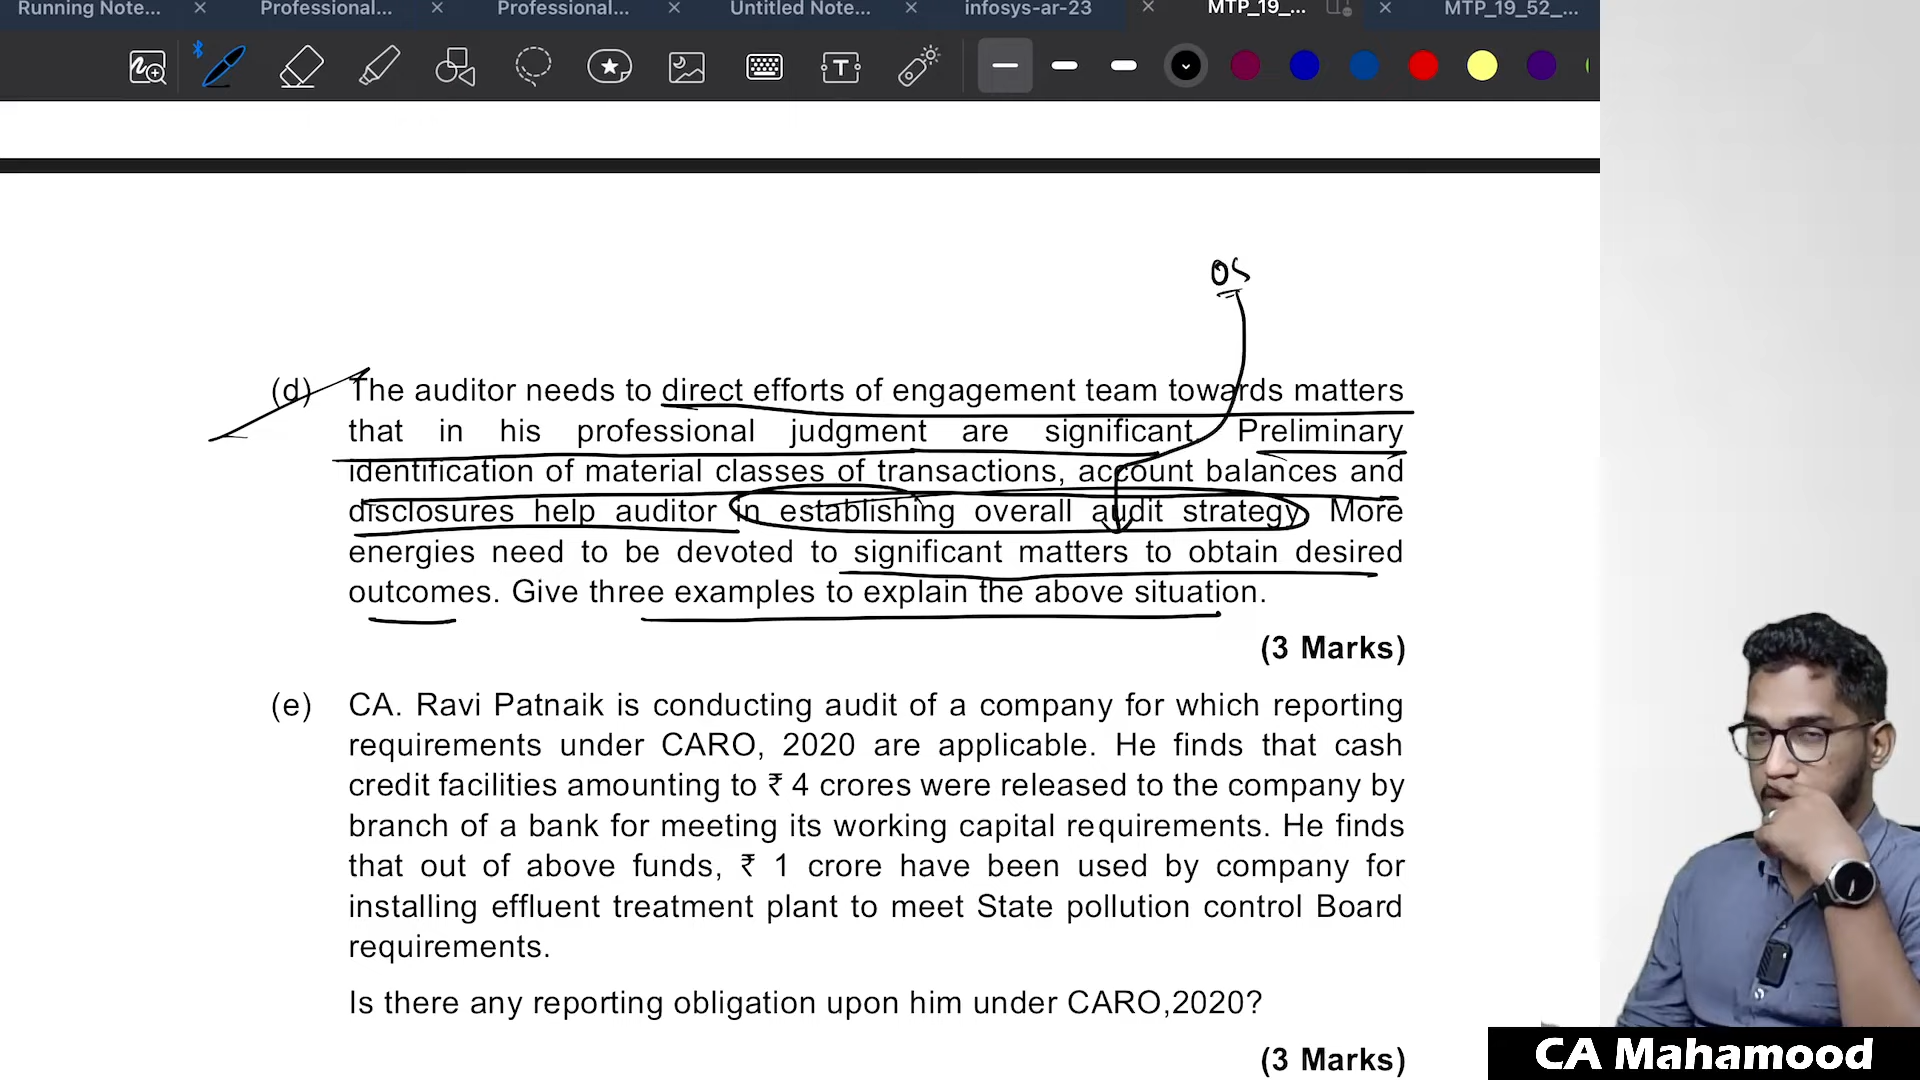 Running Note...
Professional...
Professional...
Untitled Note...
infosys-ar-23
MTP_19_...
MTP_19_52_...
OS
(d) The auditor needs to direct efforts of engagement team towards matters
that in his professional judgment are significant. Preliminary
identification of material classes of transactions, account balances and
disclosures help auditor in establishing overall audit strategy. More
energies need to be devoted to significant matters to obtain desired
outcomes. Give three examples to explain the above situation.
(3 Marks)
(e) CA. Ravi Patnaik is conducting audit of a company for which reporting
requirements under CARO, 2020 are applicable. He finds that cash
credit facilities amounting to ₹ 4 crores were released to the company by
branch of a bank for meeting its working capital requirements. He finds
that out of above funds, ₹ 1 crore have been used by company for
installing effluent treatment plant to meet State pollution control Board
requirements.
Is there any reporting obligation upon him under CARO,2020?
(3 Marks)
CA Mahamood